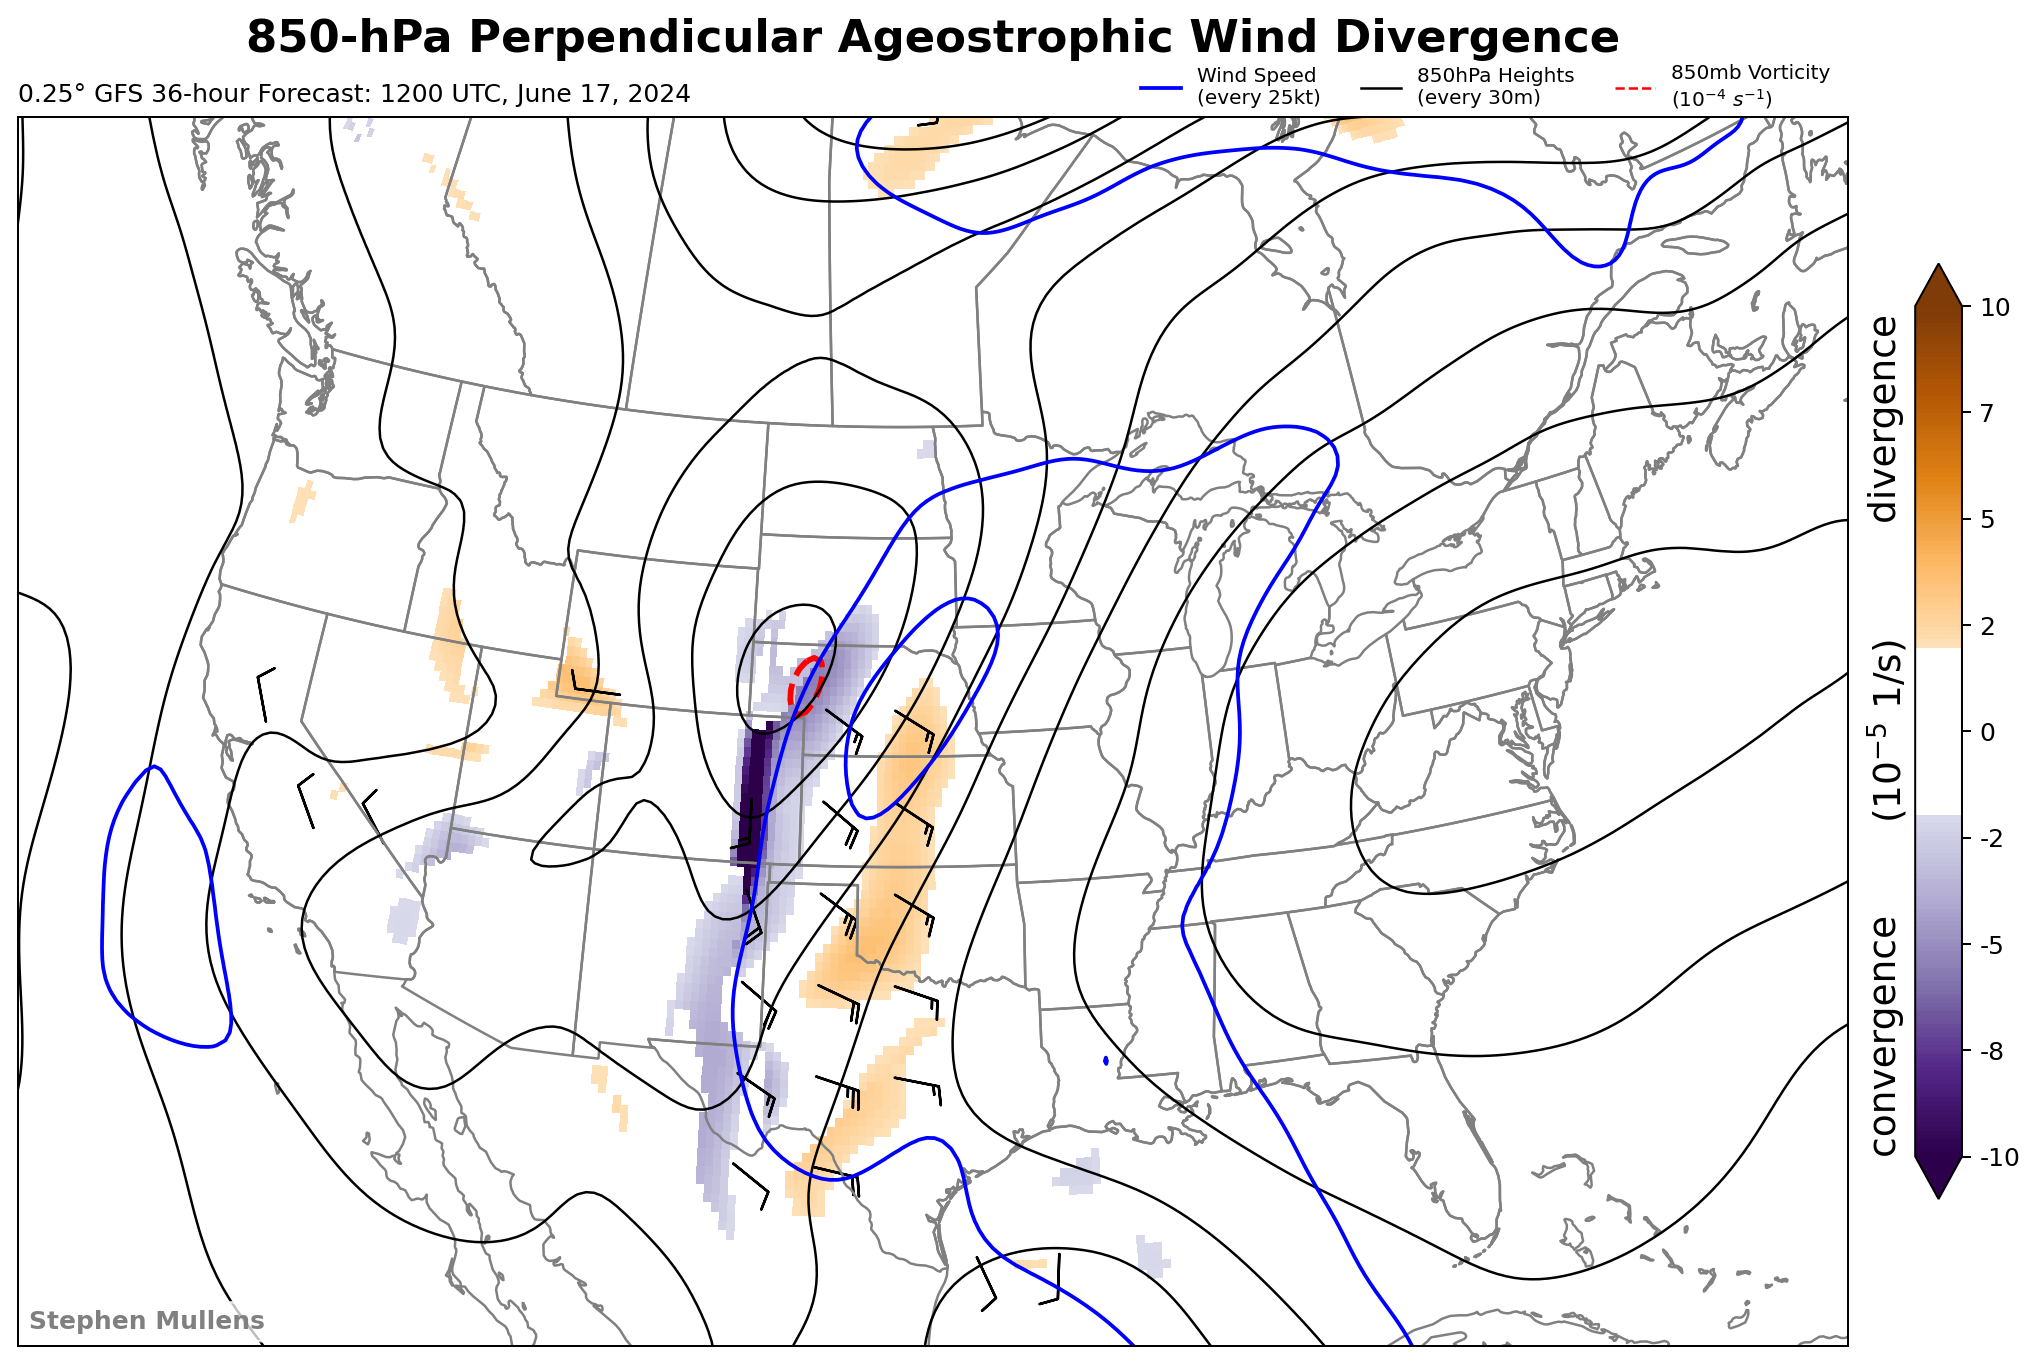 850-hPa Perpendicular Ageostrophic Wind Divergence
0.25° GFS 36-hour Forecast: 1200 UTC, June 17, 2024
Wind Speed
(every 25kt)
850hPa Heights
(every 30m)
850mb Vorticity
(10⁻⁴ s⁻¹)
10
7
5
2
0
-2
-5
-8
-10
convergence (10⁻⁵ 1/s) divergence
Stephen Mullens